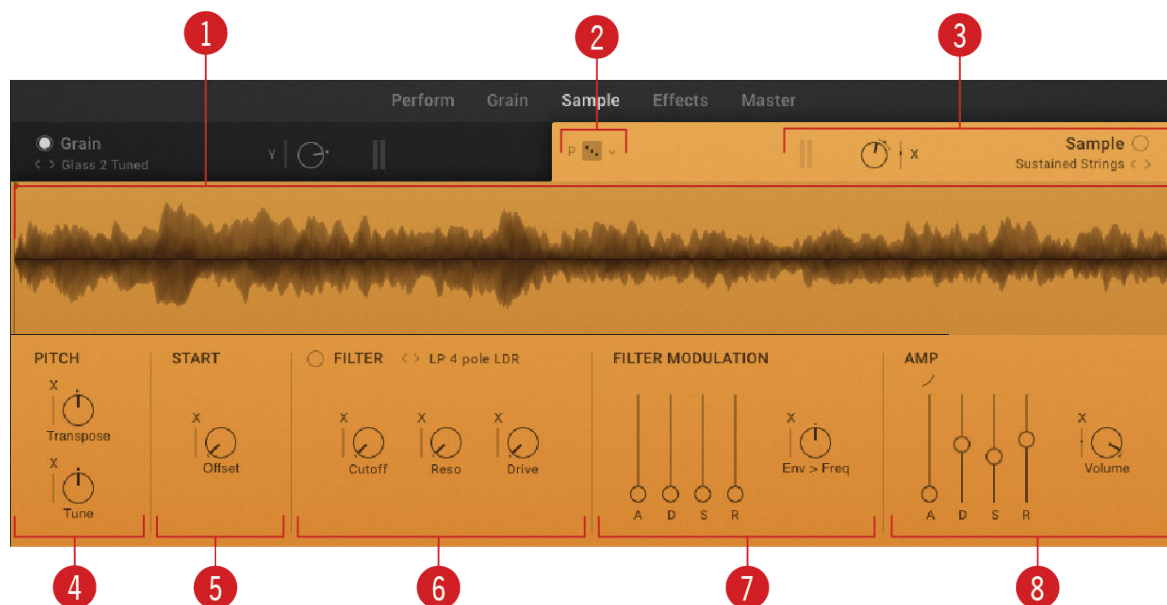 1 2 3
Perform Grain Sample Effects Master
Grain Y P X Sample
< > Glass 2 Tuned Sustained Strings < >
PITCH START FILTER < > LP 4 pole LDR FILTER MODULATION AMP
X X X X X X X
Transpose Offset Cutoff Reso Drive Env > Freq Volume
X
Tune A D S R A D S R
4 5 6 7 8